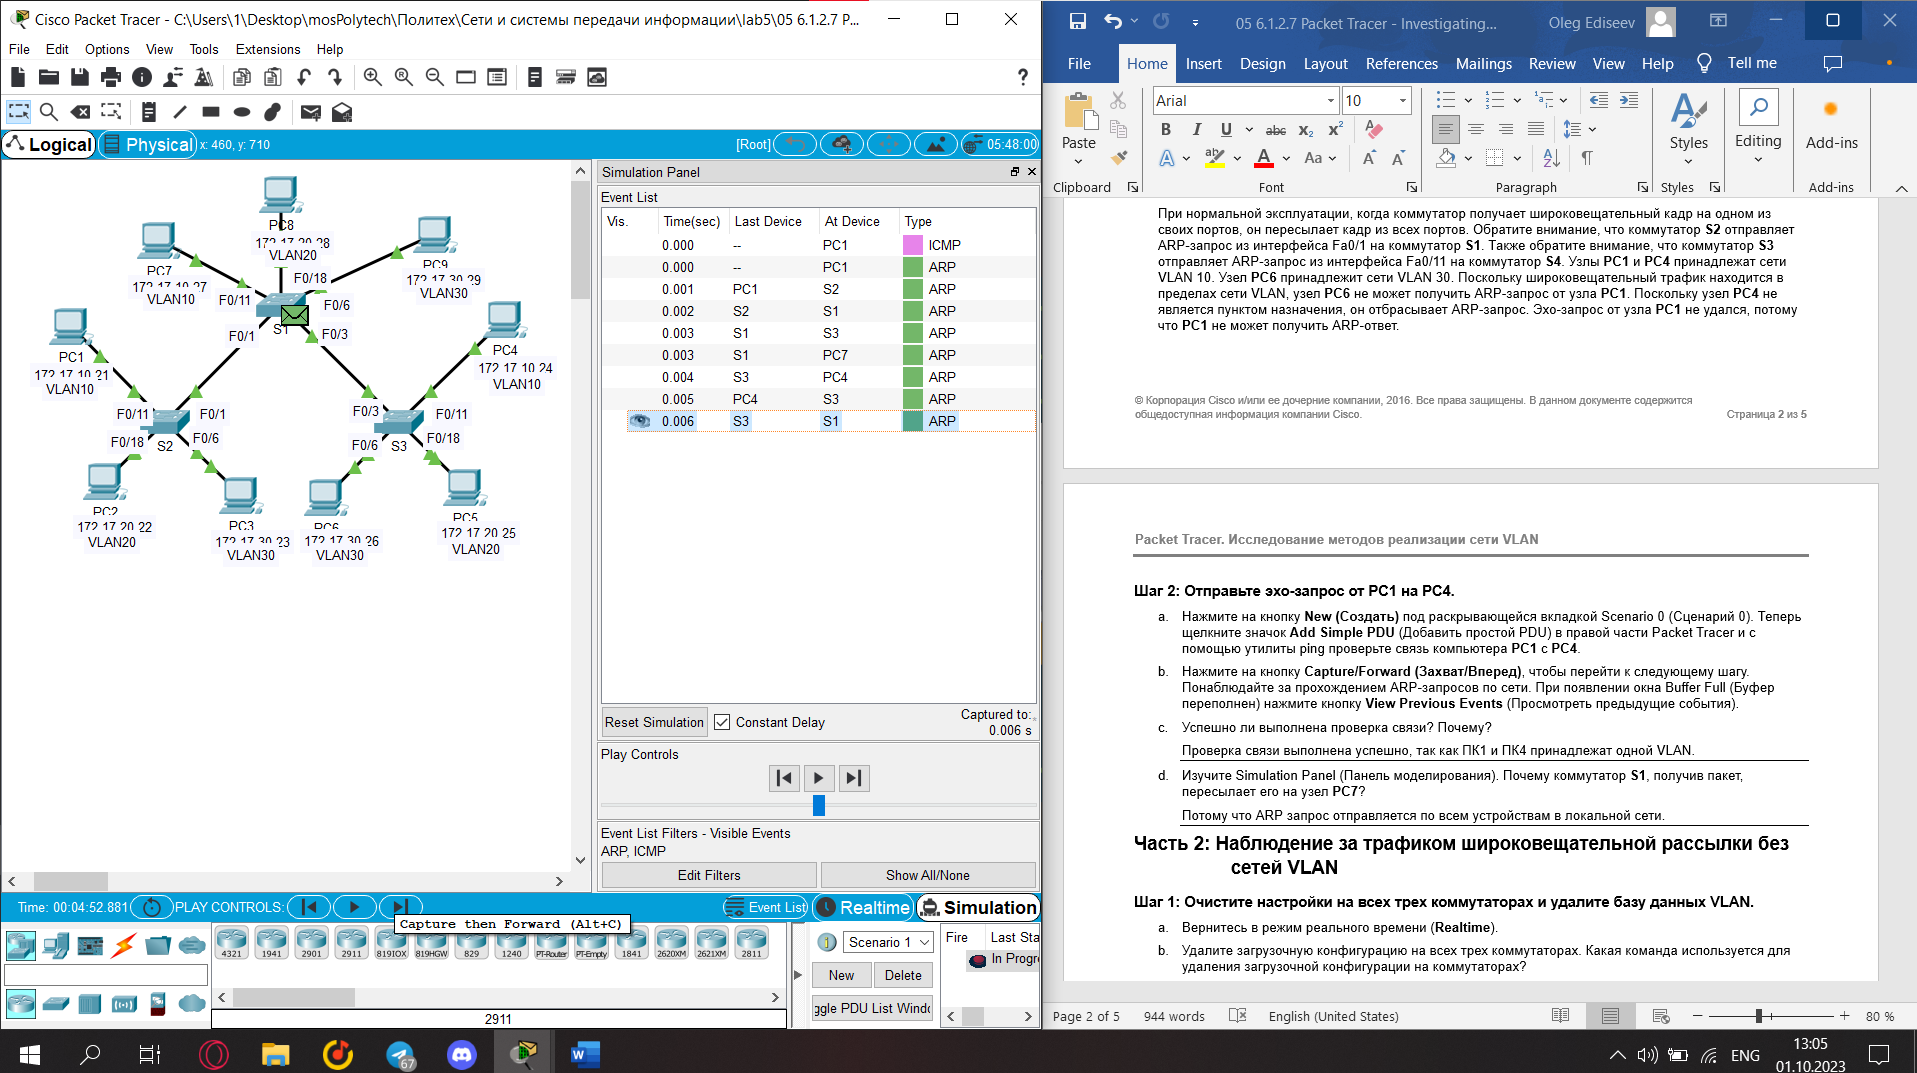 Cisco Packet Tracer - C:\Users\1\Desktop\mosPolytech\Политех\Сети и системы передачи информации\lab5\05 6.1.2.7 P...
File Edit Options View Tools Extensions Help
Logical
Physical
x: 460, y: 710
[Root]
05:48:00
PC8
172.17.20.28
VLAN20
PC7
172.17.10.27
VLAN10
PC9
172.17.30.29
VLAN30
F0/18
F0/11
F0/6
S1
F0/1
F0/3
PC1
172.17.10.21
VLAN10
PC4
172.17.10.24
VLAN10
F0/11
F0/1
F0/3
F0/11
F0/18
F0/6
S2
F0/6
S3
F0/18
PC2
172.17.20.22
VLAN20
PC3
172.17.30.23
VLAN30
PC6
172.17.30.26
VLAN30
PC5
172.17.20.25
VLAN20
Simulation Panel
Event List
Vis. Time(sec) Last Device At Device Type
0.000 -- PC1 ICMP
0.000 -- PC1 ARP
0.001 PC1 S2 ARP
0.002 S2 S1 ARP
0.003 S1 S3 ARP
0.003 S1 PC7 ARP
0.004 S3 PC4 ARP
0.005 PC4 S3 ARP
0.006 S3 S1 ARP
Reset Simulation
Constant Delay
Captured to:
0.006 s
Play Controls
Event List Filters - Visible Events
ARP, ICMP
Edit Filters
Show All/None
Time: 00:04:52.881
PLAY CONTROLS:
Event List
Realtime
Simulation
Capture then Forward (Alt+C)
4321 1941 2901 2911 819IOX 819HGW 829 1240 PT-Router PT-Empty 1841 2620XM 2621XM 2811
2911
Scenario 1
New
Delete
Fire Last Sta
In Progr
05 6.1.2.7 Packet Tracer - Investigating...
Oleg Ediseev
File Home Insert Design Layout References Mailings Review View Help Tell me
Paste
Arial
10
Styles
Editing
Add-ins
Clipboard
Font
Paragraph
Styles
Add-ins
При нормальной эксплуатации, когда коммутатор получает широковещательный кадр на одном из
своих портов, он пересылает кадр из всех портов. Обратите внимание, что коммутатор S2 отправляет
ARP-запрос из интерфейса Fa0/1 на коммутатор S1. Также обратите внимание, что коммутатор S3
отправляет ARP-запрос из интерфейса Fa0/11 на коммутатор S4. Узлы PC1 и PC4 принадлежат сети
VLAN 10. Узел PC6 принадлежит сети VLAN 30. Поскольку широковещательный трафик находится в
пределах сети VLAN, узел PC6 не может получить ARP-запрос от узла PC1. Поскольку узел PC4 не
является пунктом назначения, он отбрасывает ARP-запрос. Эхо-запрос от узла PC1 не удался, потому
что PC1 не может получить ARP-ответ.
© Корпорация Cisco и/или ее дочерние компании, 2016. Все права защищены. В данном документе содержится
общедоступная информация компании Cisco.
Страница 2 из 5
Packet Tracer. Исследование методов реализации сети VLAN
Шаг 2: Отправьте эхо-запрос от PC1 на PC4.
a. Нажмите на кнопку New (Создать) под раскрывающейся вкладкой Scenario 0 (Сценарий 0). Теперь
щелкните значок Add Simple PDU (Добавить простой PDU) в правой части Packet Tracer и с
помощью утилиты ping проверьте связь компьютера PC1 с PC4.
b. Нажмите на кнопку Capture/Forward (Захват/Вперед), чтобы перейти к следующему шагу.
Понаблюдайте за прохождением ARP-запросов по сети. При появлении окна Buffer Full (Буфер
переполнен) нажмите кнопку View Previous Events (Просмотреть предыдущие события).
c. Успешно ли выполнена проверка связи? Почему?
Проверка связи выполнена успешно, так как ПК1 и ПК4 принадлежат одной VLAN.
d. Изучите Simulation Panel (Панель моделирования). Почему коммутатор S1, получив пакет,
пересылает его на узел PC7?
Потому что ARP запрос отправляется по всем устройствам в локальной сети.
Часть 2: Наблюдение за трафиком широковещательной рассылки без
сетей VLAN
Шаг 1: Очистите настройки на всех трех коммутаторах и удалите базу данных VLAN.
a. Вернитесь в режим реального времени (Realtime).
b. Удалите загрузочную конфигурацию на всех трех коммутаторах. Какая команда используется для
удаления загрузочной конфигурации на коммутаторах?
Page 2 of 5
944 words
English (United States)
80 %
67
ENG
13:05
01.10.2023